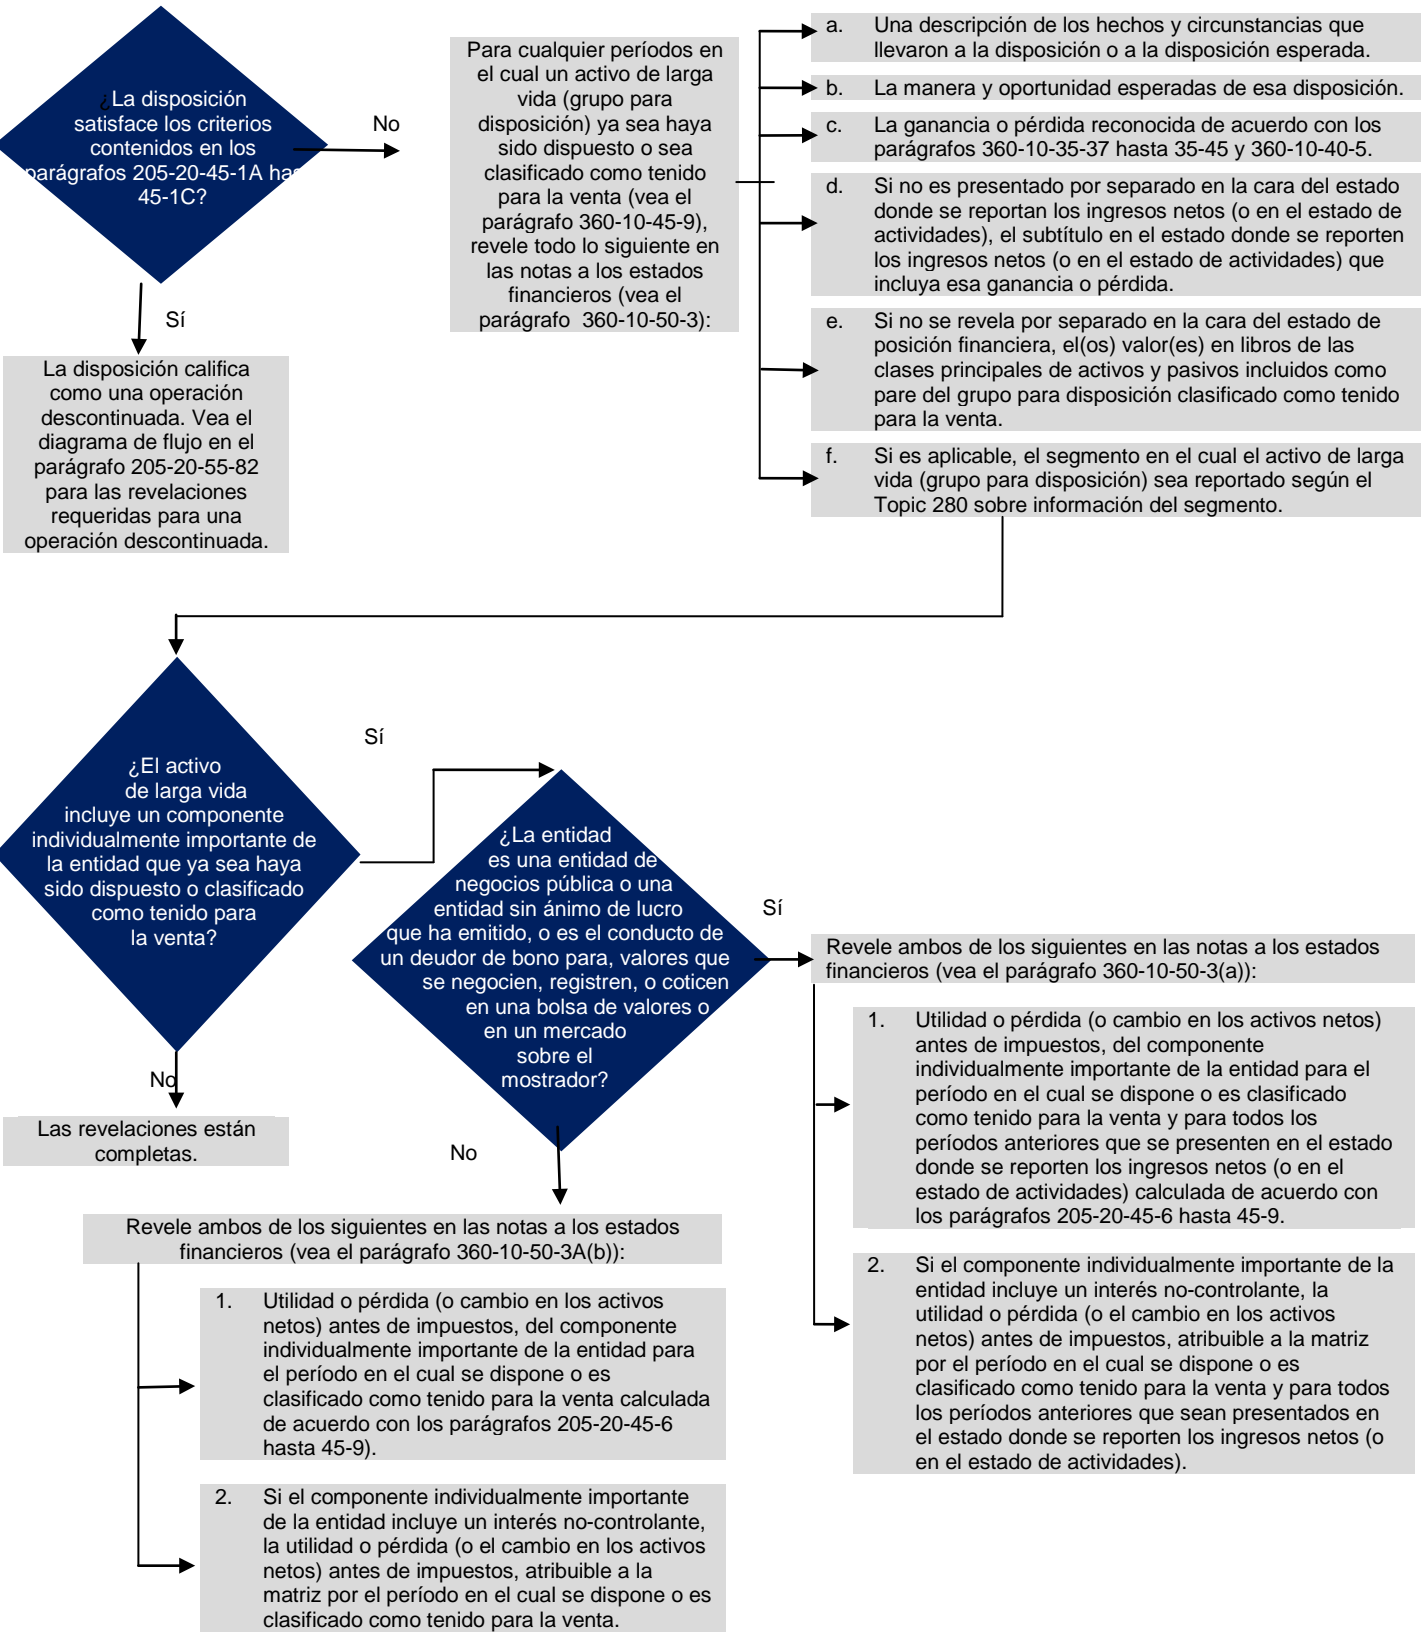 ¿La disposición
satisface los criterios
contenidos en los
parágrafos 205-20-45-1A has
45-1C?
No
Sí
La disposición califica
como una operación
descontinuada. Vea el
diagrama de flujo en el
parágrafo 205-20-55-82
para las revelaciones
requeridas para una
operación descontinuada.
Para cualquier períodos en
el cual un activo de larga
vida (grupo para
disposición) ya sea haya
sido dispuesto o sea
clasificado como tenido
para la venta (vea el
parágrafo 360-10-45-9),
revele todo lo siguiente en
las notas a los estados
financieros (vea el
parágrafo 360-10-50-3):
a. Una descripción de los hechos y circunstancias que
llevaron a la disposición o a la disposición esperada.
b. La manera y oportunidad esperadas de esa disposición.
c. La ganancia o pérdida reconocida de acuerdo con los
parágrafos 360-10-35-37 hasta 35-45 y 360-10-40-5.
d. Si no es presentado por separado en la cara del estado
donde se reportan los ingresos netos (o en el estado de
actividades), el subtítulo en el estado donde se reporten
los ingresos netos (o en el estado de actividades) que
incluya esa ganancia o pérdida.
e. Si no se revela por separado en la cara del estado de
posición financiera, el(os) valor(es) en libros de las
clases principales de activos y pasivos incluidos como
pare del grupo para disposición clasificado como tenido
para la venta.
f. Si es aplicable, el segmento en el cual el activo de larga
vida (grupo para disposición) sea reportado según el
Topic 280 sobre información del segmento.
¿El activo
de larga vida
incluye un componente
individualmente importante de
la entidad que ya sea haya
sido dispuesto o clasificado
como tenido para
la venta?
Sí
No
Las revelaciones están
completas.
¿La entidad
es una entidad de
negocios pública o una
entidad sin ánimo de lucro
que ha emitido, o es el conducto de
un deudor de bono para, valores que
se negocien, registren, o coticen
en una bolsa de valores o
en un mercado
sobre el
mostrador?
Sí
No
Revele ambos de los siguientes en las notas a los estados
financieros (vea el parágrafo 360-10-50-3(a)):
1. Utilidad o pérdida (o cambio en los activos netos)
antes de impuestos, del componente
individualmente importante de la entidad para el
período en el cual se dispone o es clasificado
como tenido para la venta y para todos los
períodos anteriores que se presenten en el estado
donde se reporten los ingresos netos (o en el
estado de actividades) calculada de acuerdo con
los parágrafos 205-20-45-6 hasta 45-9.
2. Si el componente individualmente importante de la
entidad incluye un interés no-controlante, la
utilidad o pérdida (o el cambio en los activos
netos) antes de impuestos, atribuible a la matriz
por el período en el cual se dispone o es
clasificado como tenido para la venta y para todos
los períodos anteriores que sean presentados en
el estado donde se reporten los ingresos netos (o
en el estado de actividades).
Revele ambos de los siguientes en las notas a los estados
financieros (vea el parágrafo 360-10-50-3A(b)):
1. Utilidad o pérdida (o cambio en los activos
netos) antes de impuestos, del componente
individualmente importante de la entidad para
el período en el cual se dispone o es
clasificado como tenido para la venta calculada
de acuerdo con los parágrafos 205-20-45-6
hasta 45-9).
2. Si el componente individualmente importante
de la entidad incluye un interés no-controlante,
la utilidad o pérdida (o el cambio en los activos
netos) antes de impuestos, atribuible a la
matriz por el período en el cual se dispone o es
clasificado como tenido para la venta.